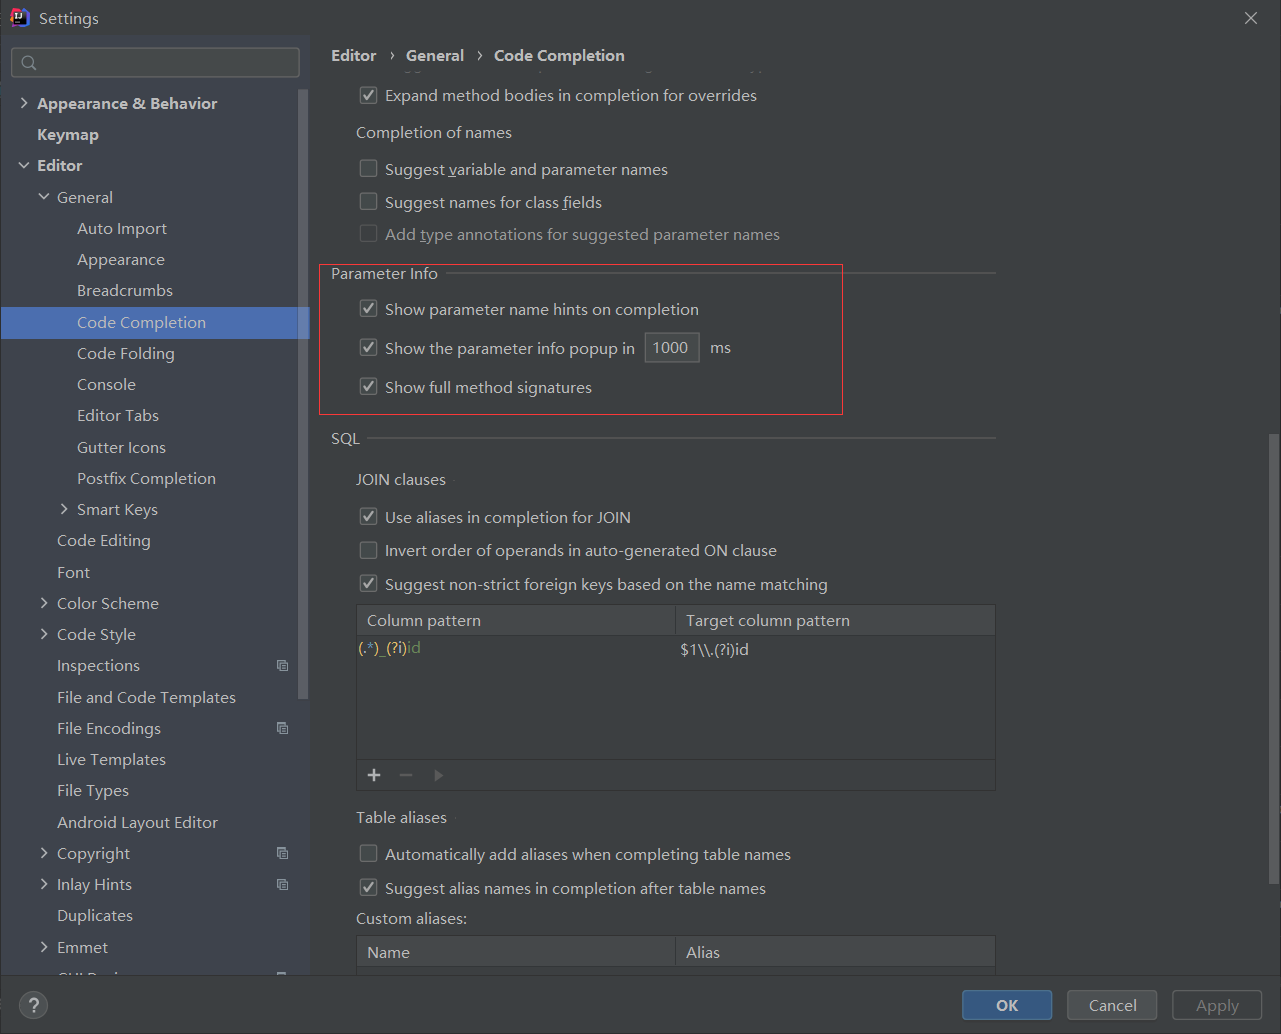 Settings
Appearance & Behavior
Keymap
Editor
General
Auto Import
Appearance
Breadcrumbs
Code Completion
Code Folding
Console
Editor Tabs
Gutter Icons
Postfix Completion
Smart Keys
Code Editing
Font
Color Scheme
Code Style
Inspections
File and Code Templates
File Encodings
Live Templates
File Types
Android Layout Editor
Copyright
Inlay Hints
Duplicates
Emmet
Editor › General › Code Completion
Expand method bodies in completion for overrides
Completion of names
Suggest variable and parameter names
Suggest names for class fields
Add type annotations for suggested parameter names
Parameter Info
Show parameter name hints on completion
Show the parameter info popup in 1000 ms
Show full method signatures
SQL
JOIN clauses
Use aliases in completion for JOIN
Invert order of operands in auto-generated ON clause
Suggest non-strict foreign keys based on the name matching
Column pattern Target column pattern
(.*)_(?i)id $1\\.(?i)id
Table aliases
Automatically add aliases when completing table names
Suggest alias names in completion after table names
Custom aliases:
Name Alias
? OK Cancel Apply